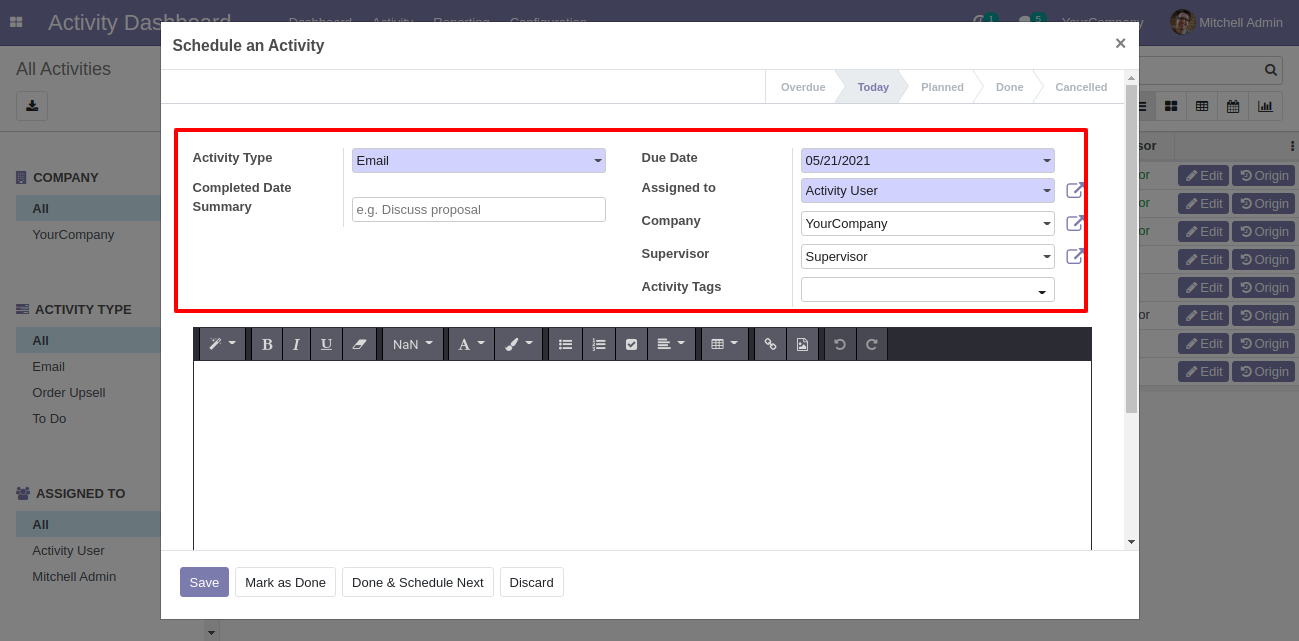 Activity Dashboard
Dashboard Activity Reporting Configuration
1
5
YourCompany
Mitchell Admin
All Activities
Schedule an Activity
×
Overdue
Today
Planned
Done
Cancelled
Activity Type
Email
Completed Date
Summary
e.g. Discuss proposal
Due Date
05/21/2021
Assigned to
Activity User
Company
YourCompany
Supervisor
Supervisor
Activity Tags
B I U NaN A
COMPANY
All
YourCompany
ACTIVITY TYPE
All
Email
Order Upsell
To Do
ASSIGNED TO
All
Activity User
Mitchell Admin
sor
or Edit Origin
or Edit Origin
or Edit Origin
Edit Origin
Edit Origin
or Edit Origin
Edit Origin
Edit Origin
Save
Mark as Done
Done & Schedule Next
Discard